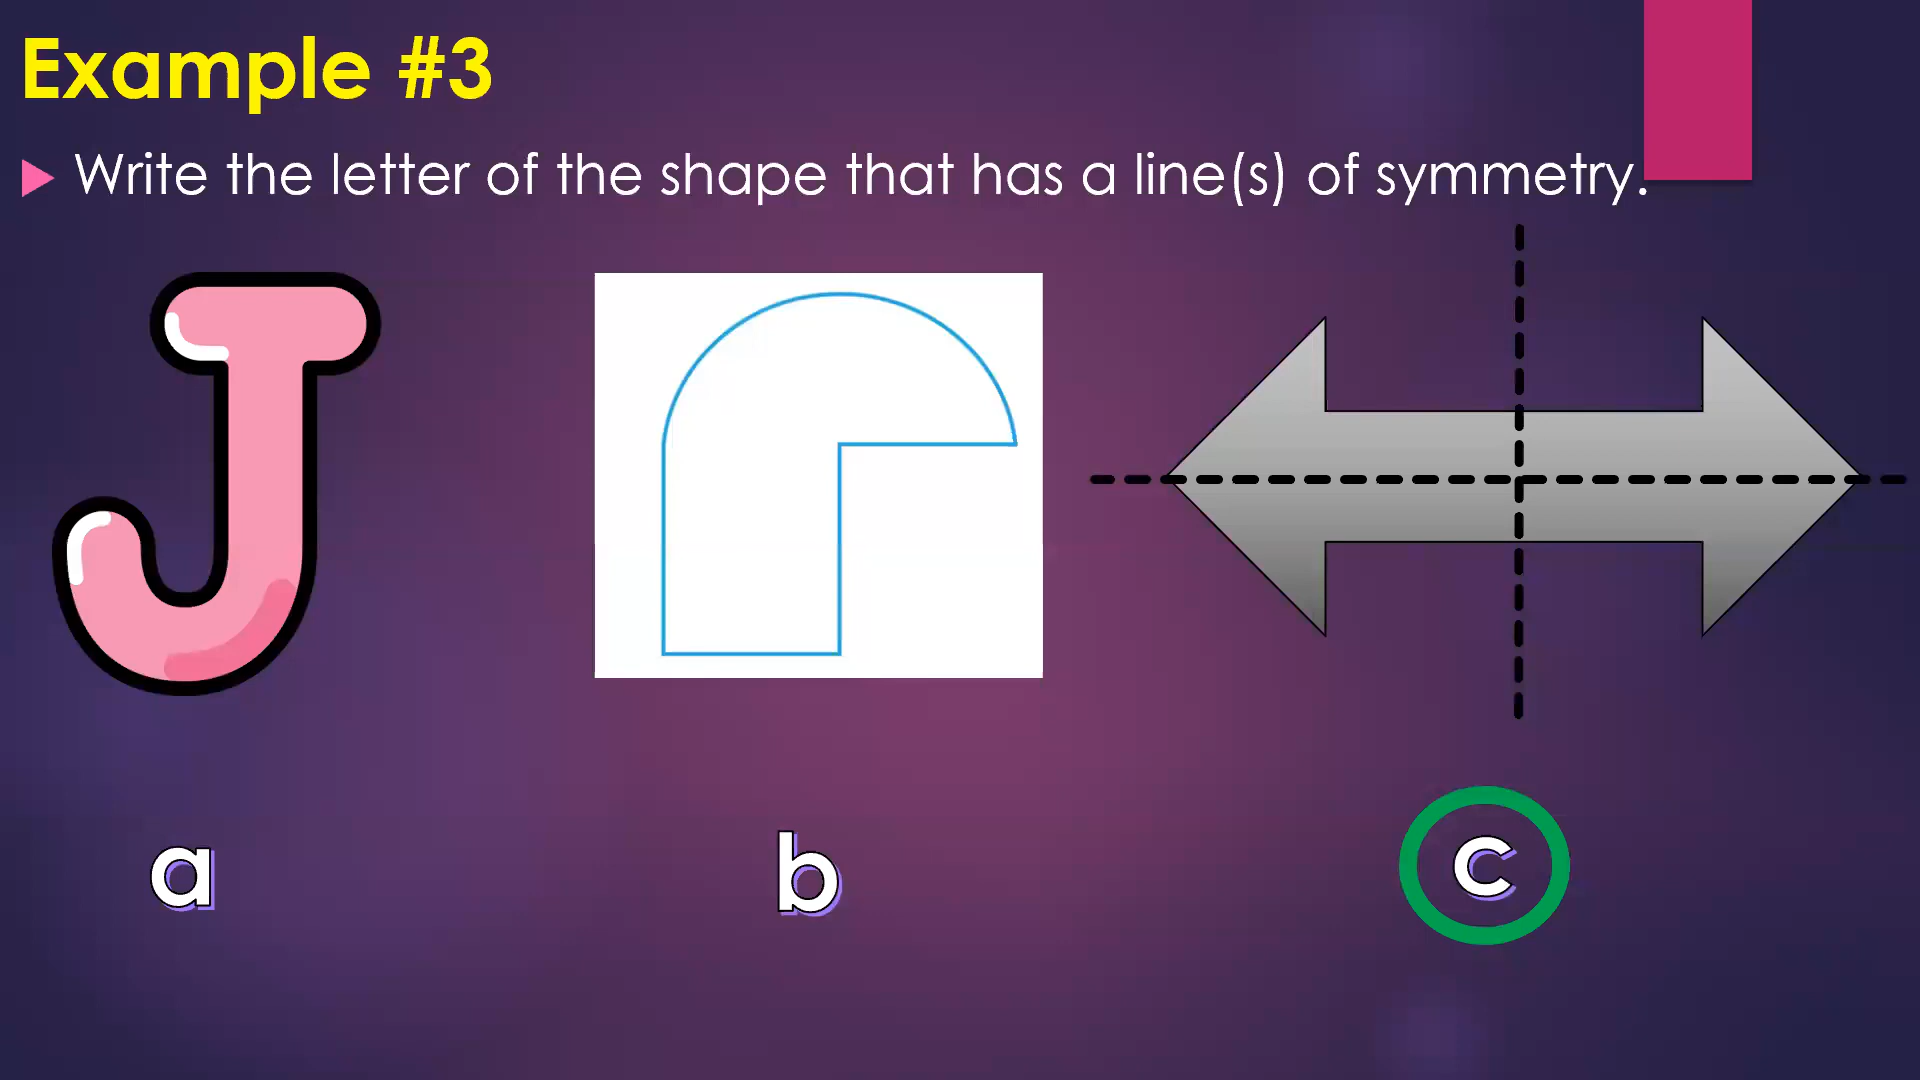 Example #3
Write the letter of the shape that has a line(s) of symmetry.
J
a b c